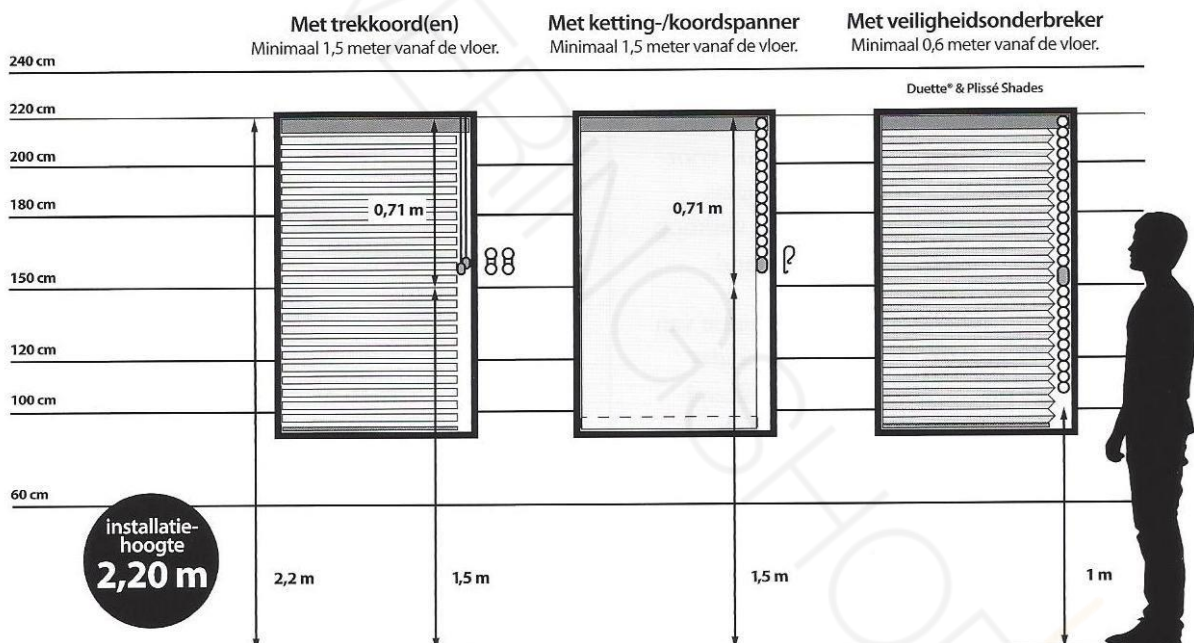 Met trekkoord(en)
Minimaal 1,5 meter vanaf de vloer.
Met ketting-/koordspanner
Minimaal 1,5 meter vanaf de vloer.
Met veiligheidsonderbreker
Minimaal 0,6 meter vanaf de vloer.
240 cm
Duette® & Plissé Shades
220 cm
200 cm
180 cm
0,71 m
0,71 m
150 cm
120 cm
100 cm
60 cm
installatie-
hoogte
2,20 m
2,2 m
1,5 m
1,5 m
1 m